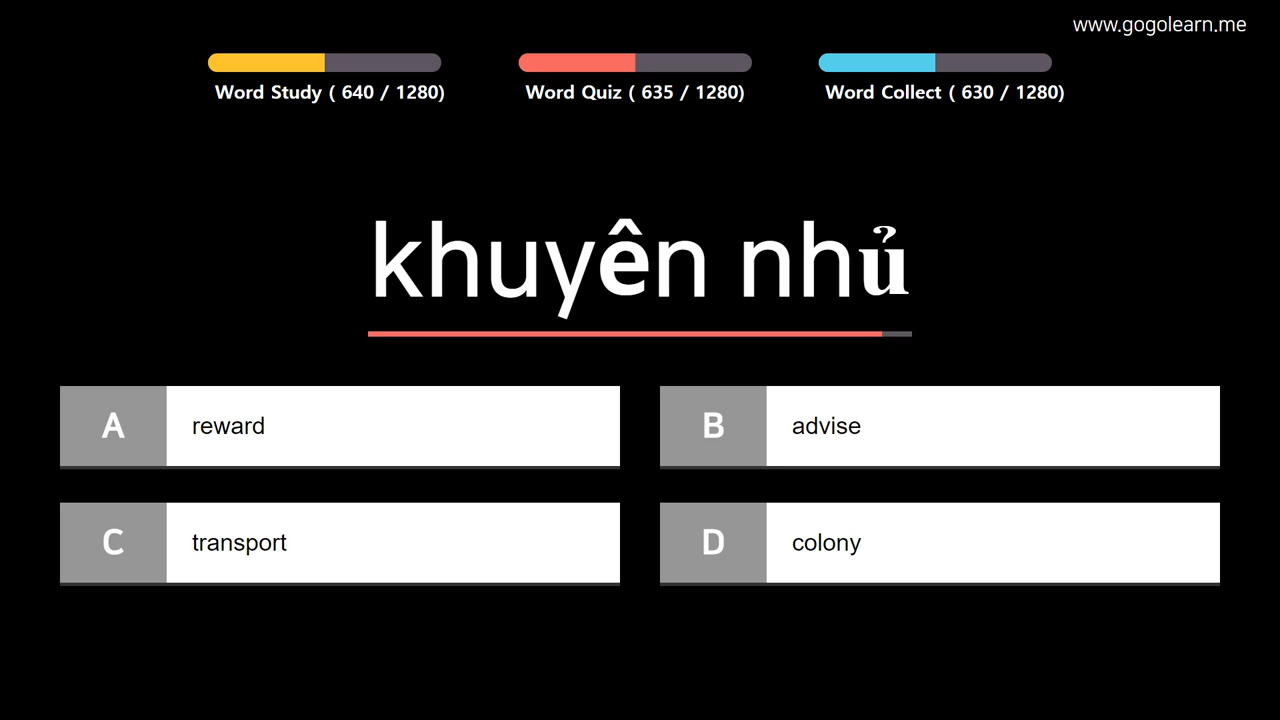 www.gogolearn.me
Word Study ( 640 / 1280)
Word Quiz ( 635 / 1280)
Word Collect ( 630 / 1280)
khuyên nhủ
A reward
B advise
C transport
D colony